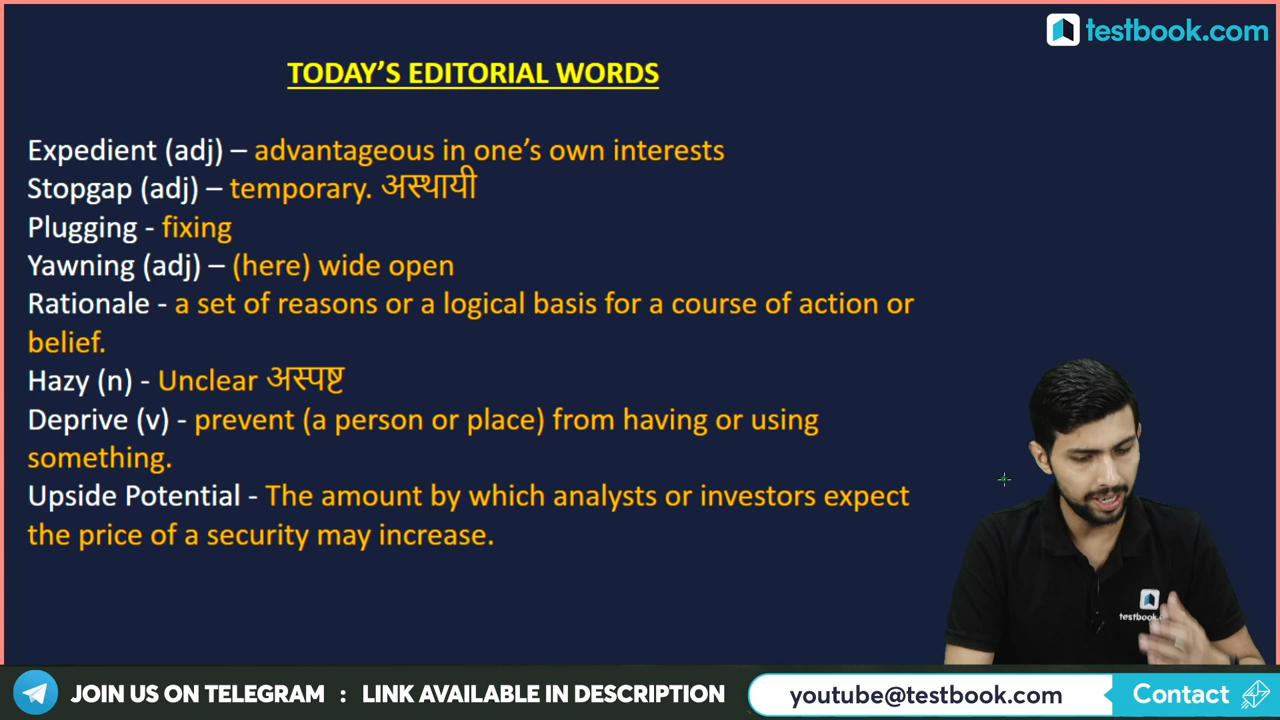 testbook.com
TODAY’S EDITORIAL WORDS
Expedient (adj) – advantageous in one’s own interests
Stopgap (adj) – temporary. अस्थायी
Plugging - fixing
Yawning (adj) – (here) wide open
Rationale - a set of reasons or a logical basis for a course of action or
belief.
Hazy (n) - Unclear अस्पष्ट
Deprive (v) - prevent (a person or place) from having or using
something.
Upside Potential - The amount by which analysts or investors expect
the price of a security may increase.
testbook
JOIN US ON TELEGRAM : LINK AVAILABLE IN DESCRIPTION
youtube@testbook.com Contact